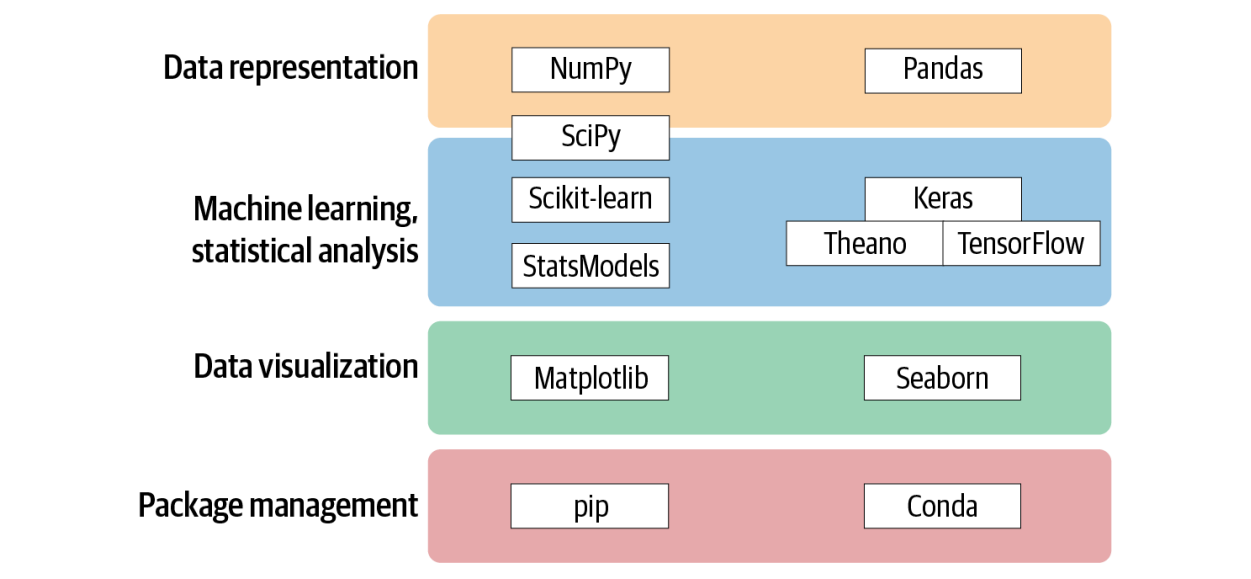 Data representation
NumPy
Pandas
SciPy
Machine learning,
statistical analysis
Scikit-learn
Keras
Theano
TensorFlow
StatsModels
Data visualization
Matplotlib
Seaborn
Package management
pip
Conda